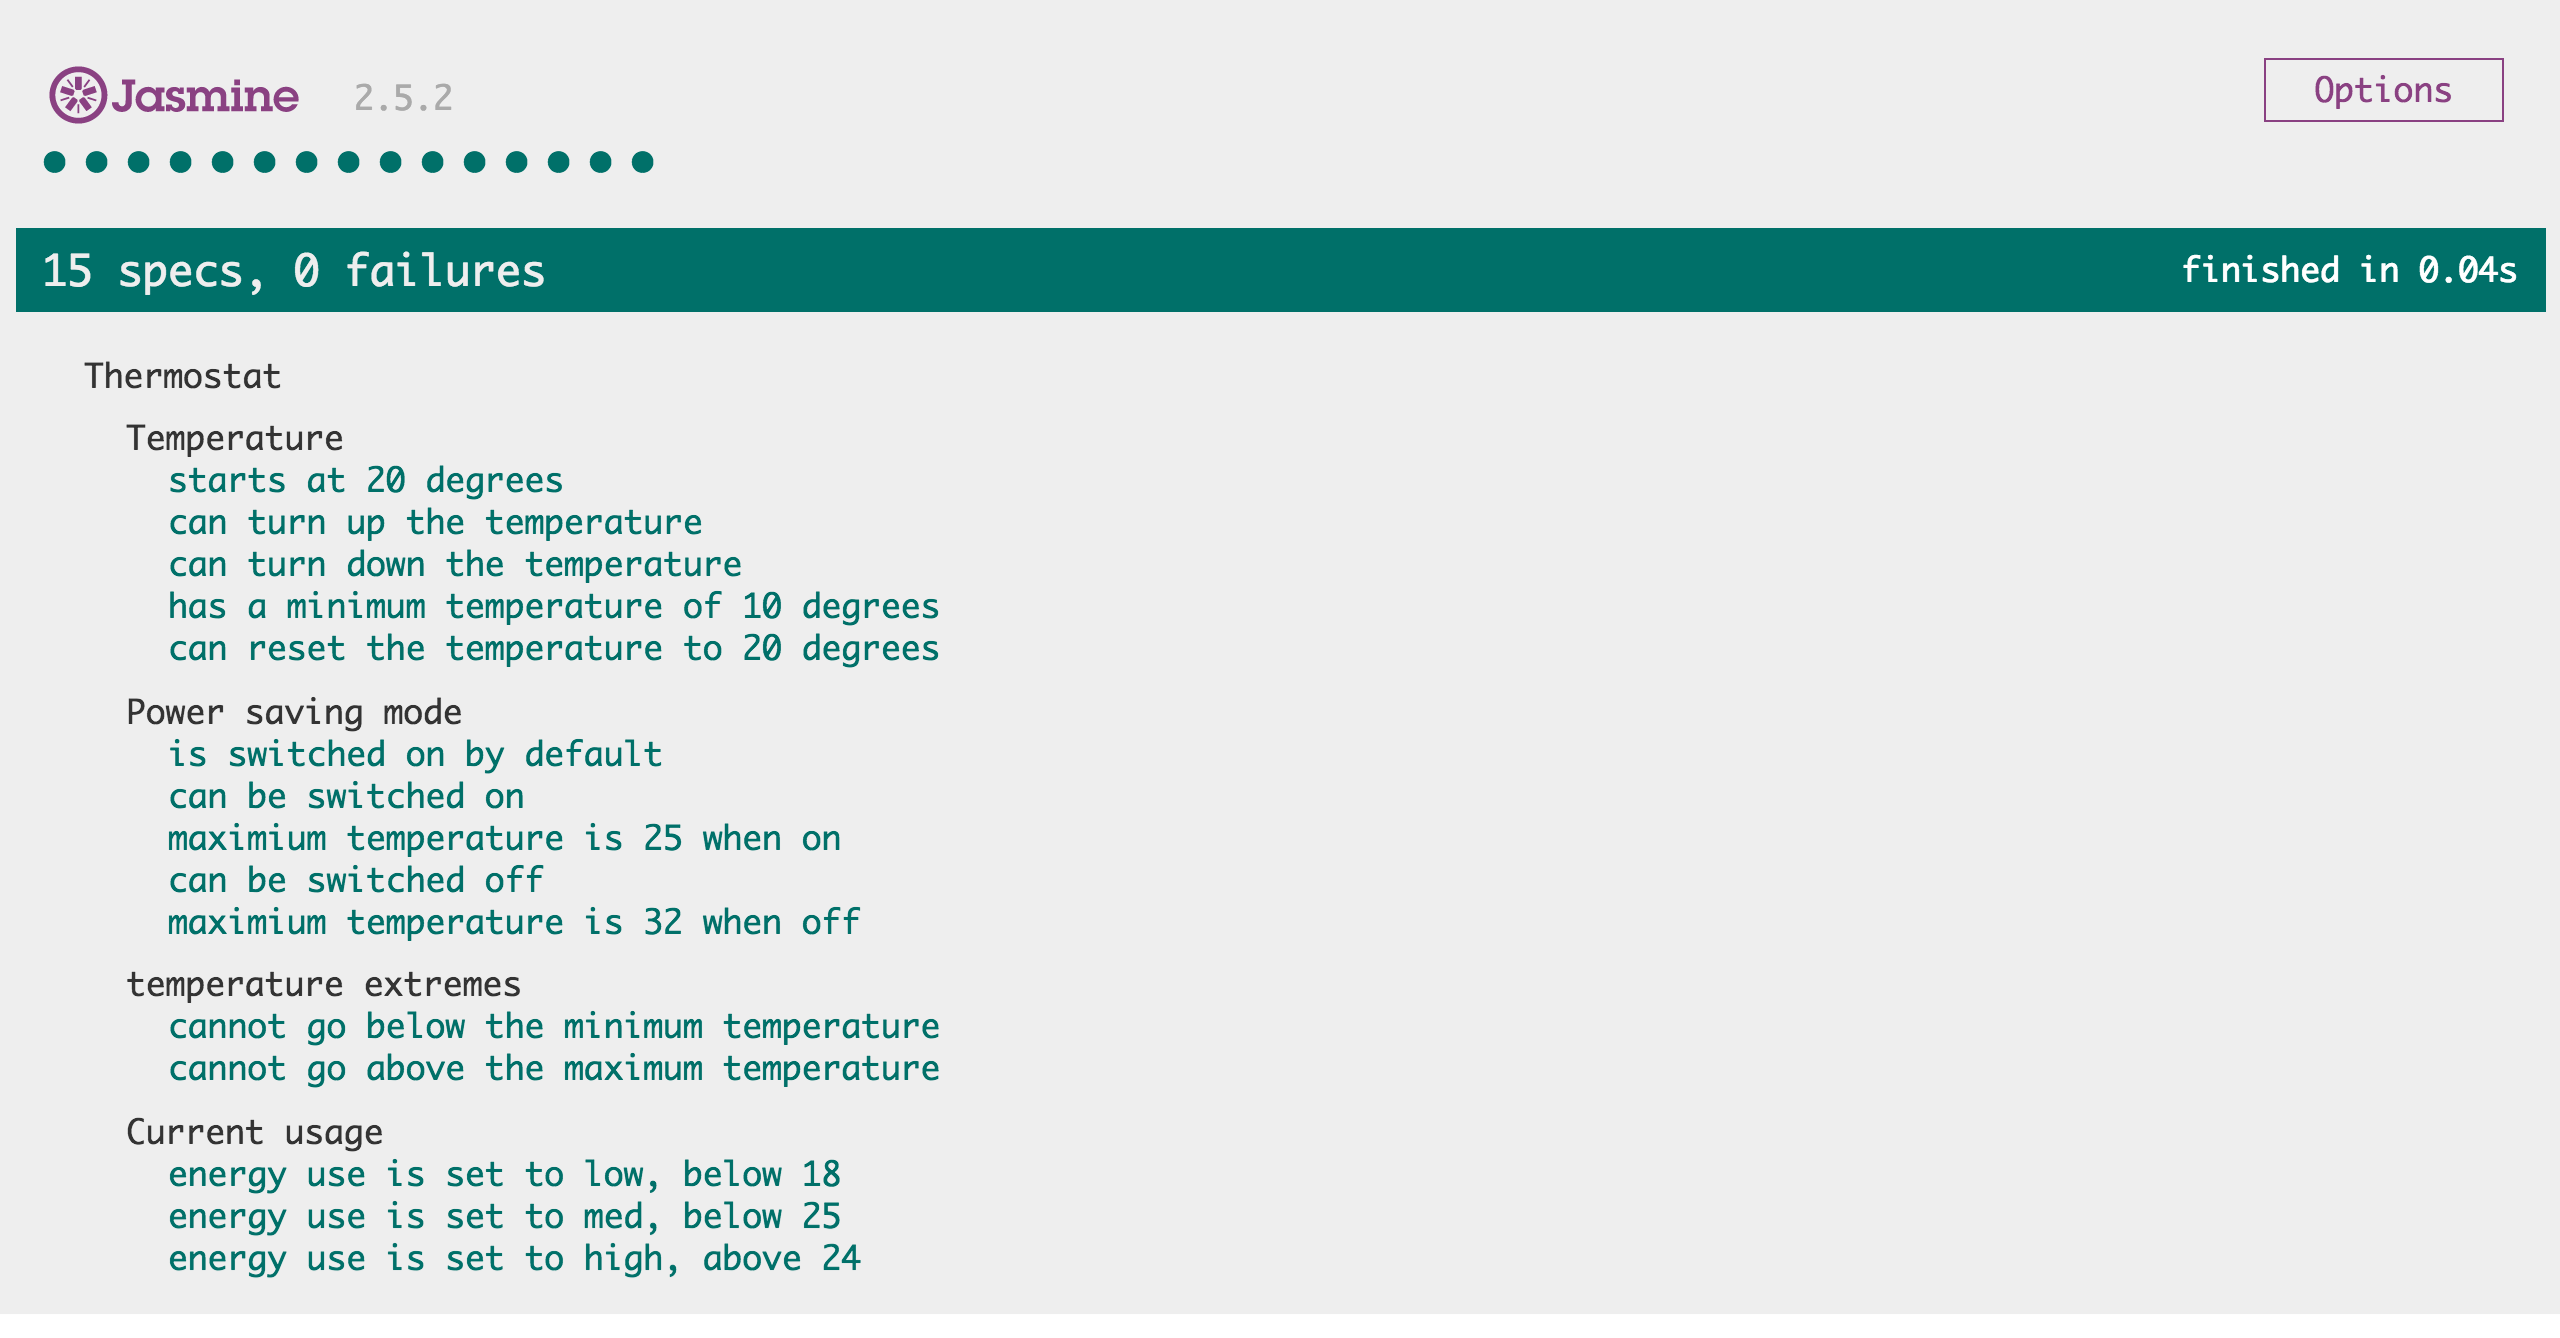 Jasmine 2.5.2 Options
15 specs, 0 failures finished in 0.04s
Thermostat
Temperature
starts at 20 degrees
can turn up the temperature
can turn down the temperature
has a minimum temperature of 10 degrees
can reset the temperature to 20 degrees
Power saving mode
is switched on by default
can be switched on
maximium temperature is 25 when on
can be switched off
maximium temperature is 32 when off
temperature extremes
cannot go below the minimum temperature
cannot go above the maximum temperature
Current usage
energy use is set to low, below 18
energy use is set to med, below 25
energy use is set to high, above 24